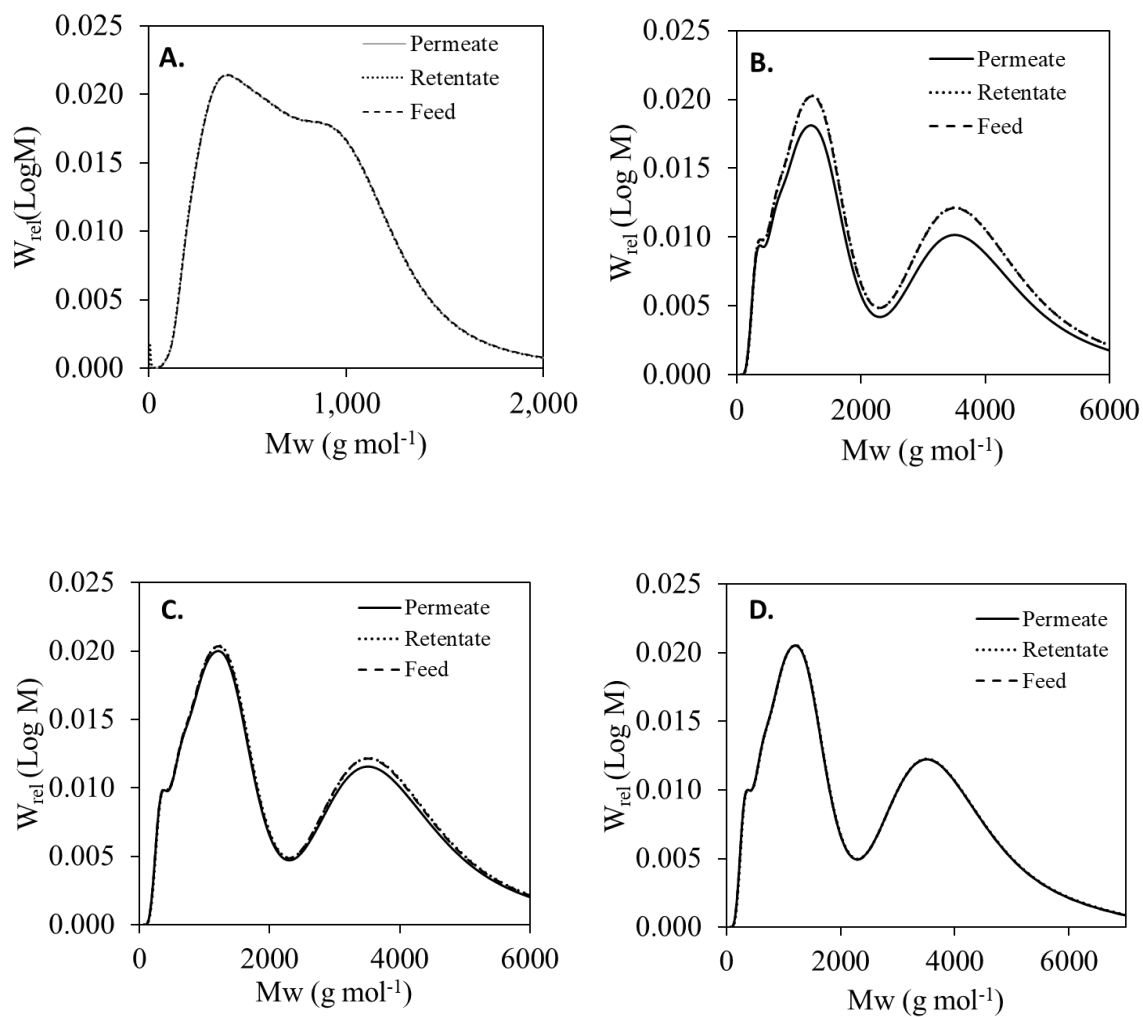 A.
0.025
0.020
0.015
0.010
0.005
0.000
W_rel(LogM)
Permeate
Retentate
Feed
0 1,000 2,000
Mw (g mol⁻¹)
B.
0.025
0.020
0.015
0.010
0.005
0.000
W_rel (Log M)
Permeate
Retentate
Feed
0 2000 4000 6000
Mw (g mol⁻¹)
C.
0.025
0.020
0.015
0.010
0.005
0.000
W_rel (Log M)
Permeate
Retentate
Feed
0 2000 4000 6000
Mw (g mol⁻¹)
D.
0.025
0.020
0.015
0.010
0.005
0.000
W_rel (Log M)
Permeate
Retentate
Feed
0 2000 4000 6000
Mw (g mol⁻¹)